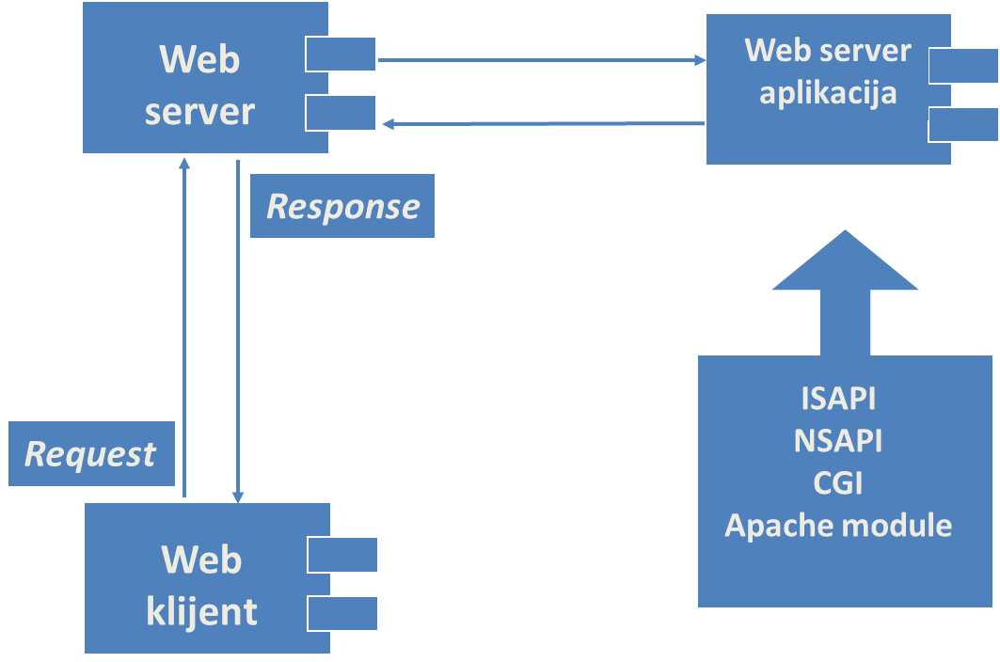 Web
server
Web server
aplikacija
Response
Request
ISAPI
NSAPI
CGI
Apache module
Web
klijent